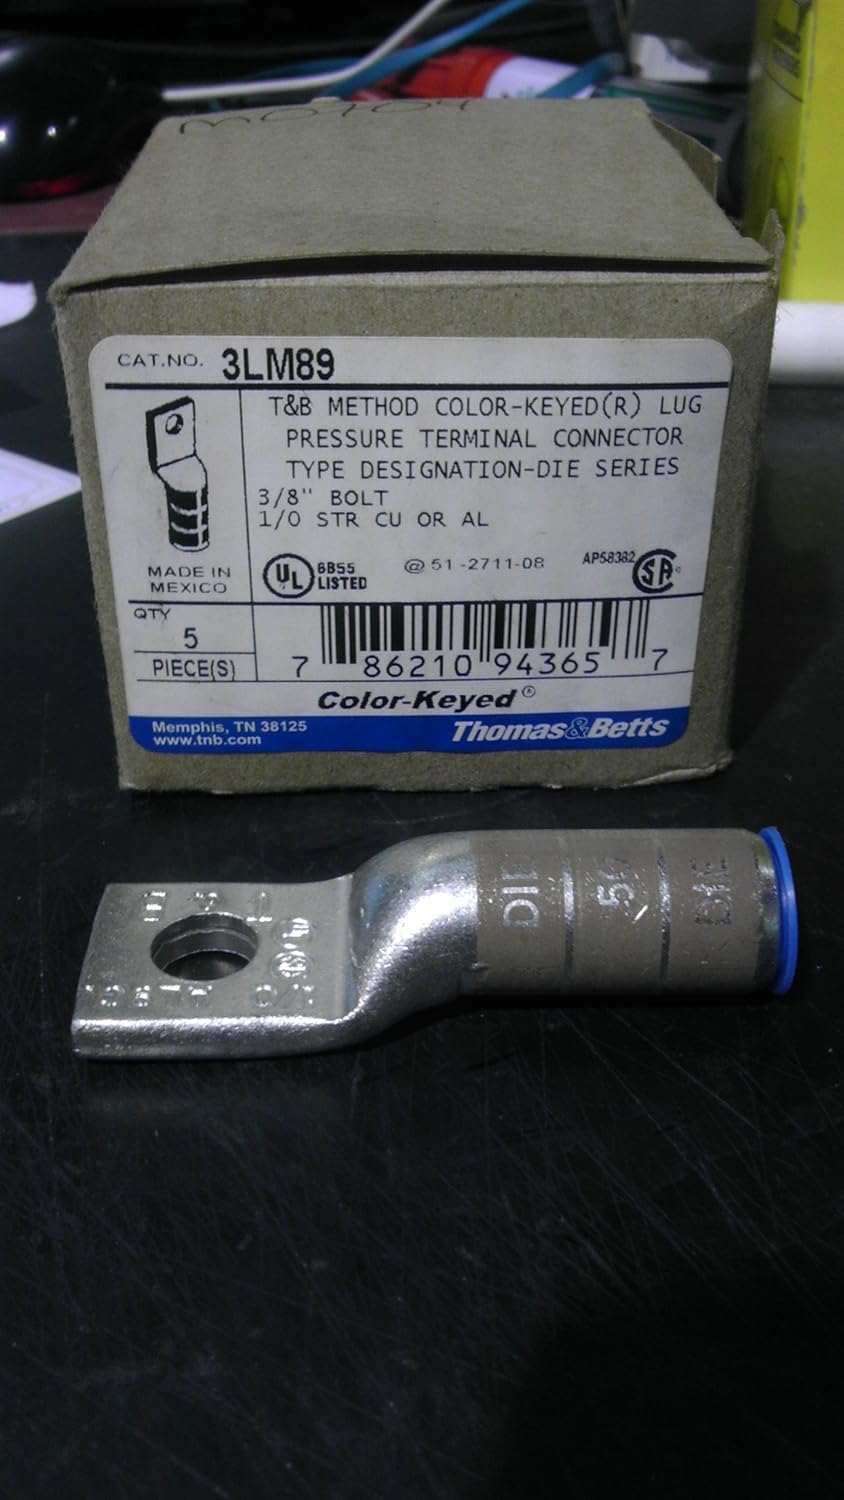 CAT.NO. 3LM89
T&B METHOD COLOR-KEYED(R) LUG
PRESSURE TERMINAL CONNECTOR
TYPE DESIGNATION-DIE SERIES
3/8" BOLT
1/0 STR CU OR AL
MADE IN
MEXICO
UL
6B55
LISTED
@ 51-2711-08
AP58382
SA
QTY
5
PIECE(S)
7 86210 94365 7
Color-Keyed®
Memphis, TN 38125
www.tnb.com
Thomas&Betts
DIE
DIE